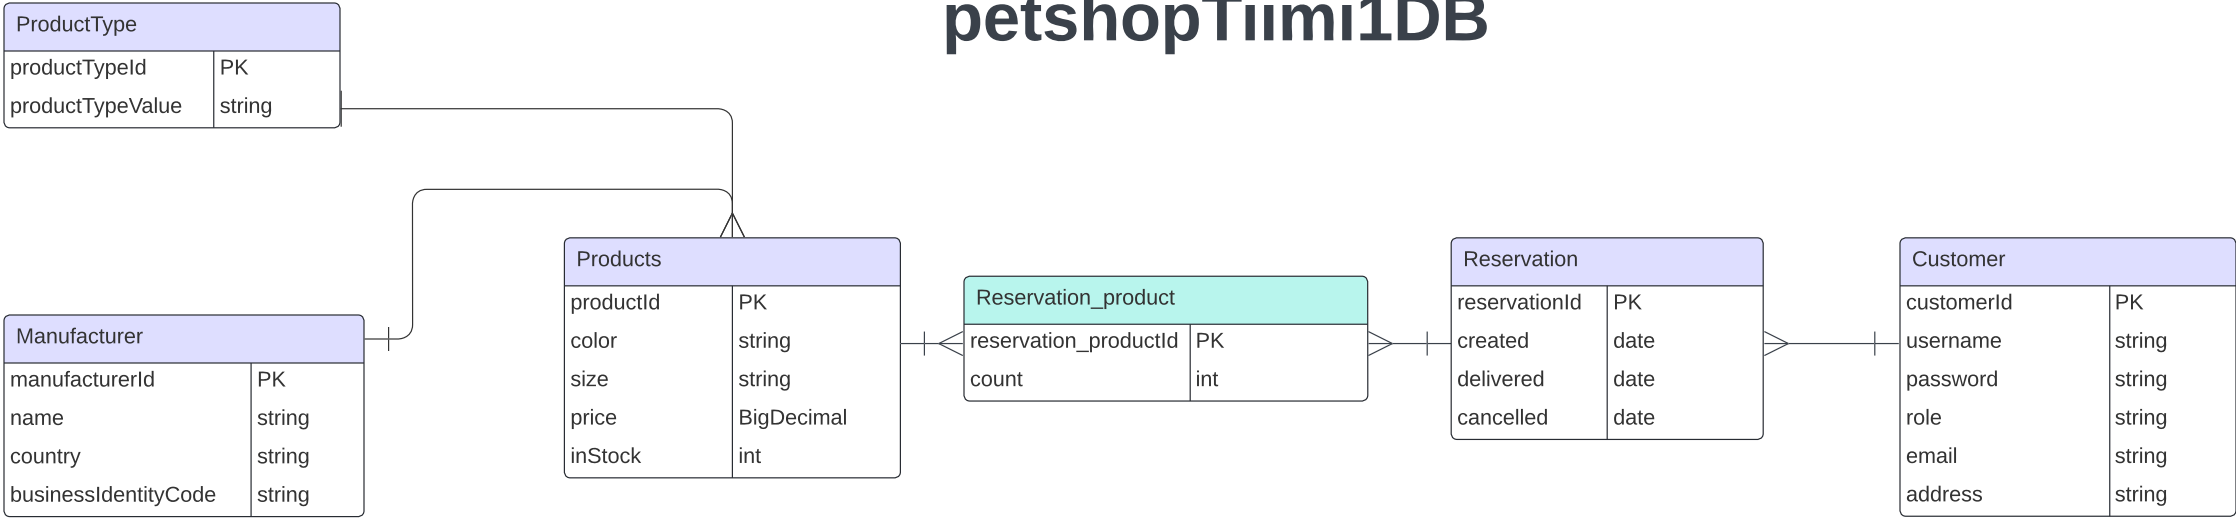 petshopTiimi1DB
ProductType
productTypeId PK
productTypeValue string
Manufacturer
manufacturerId PK
name string
country string
businessIdentityCode string
Products
productId PK
color string
size string
price BigDecimal
inStock int
Reservation_product
reservation_productId PK
count int
Reservation
reservationId PK
created date
delivered date
cancelled date
Customer
customerId PK
username string
password string
role string
email string
address string